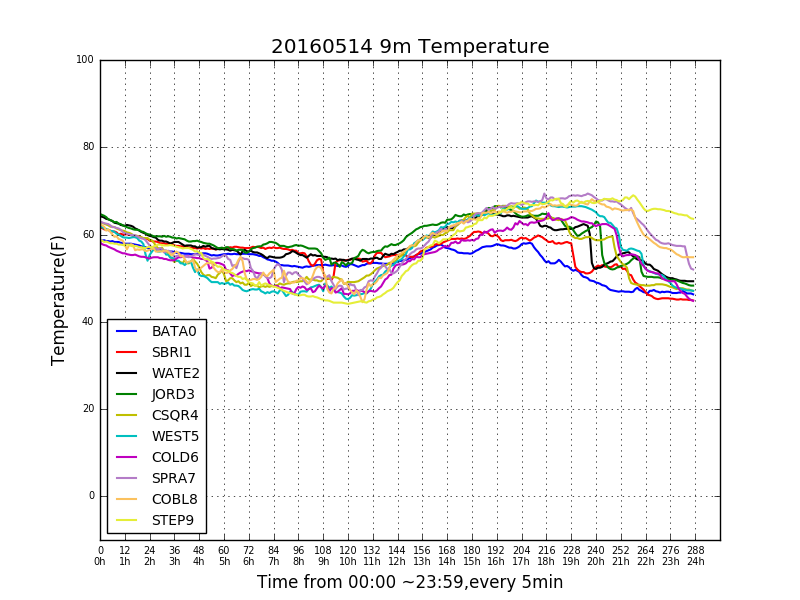 20160514 9m Temperature
100
80
60
40
20
0
Temperature(F)
BATA0
SBRI1
WATE2
JORD3
CSQR4
WEST5
COLD6
SPRA7
COBL8
STEP9
0 12 24 36 48 60 72 84 96 108 120 132 144 156 168 180 192 204 216 228 240 252 264 276 288
0h 1h 2h 3h 4h 5h 6h 7h 8h 9h 10h 11h 12h 13h 14h 15h 16h 17h 18h 19h 20h 21h 22h 23h 24h
Time from 00:00 ~23:59,every 5min